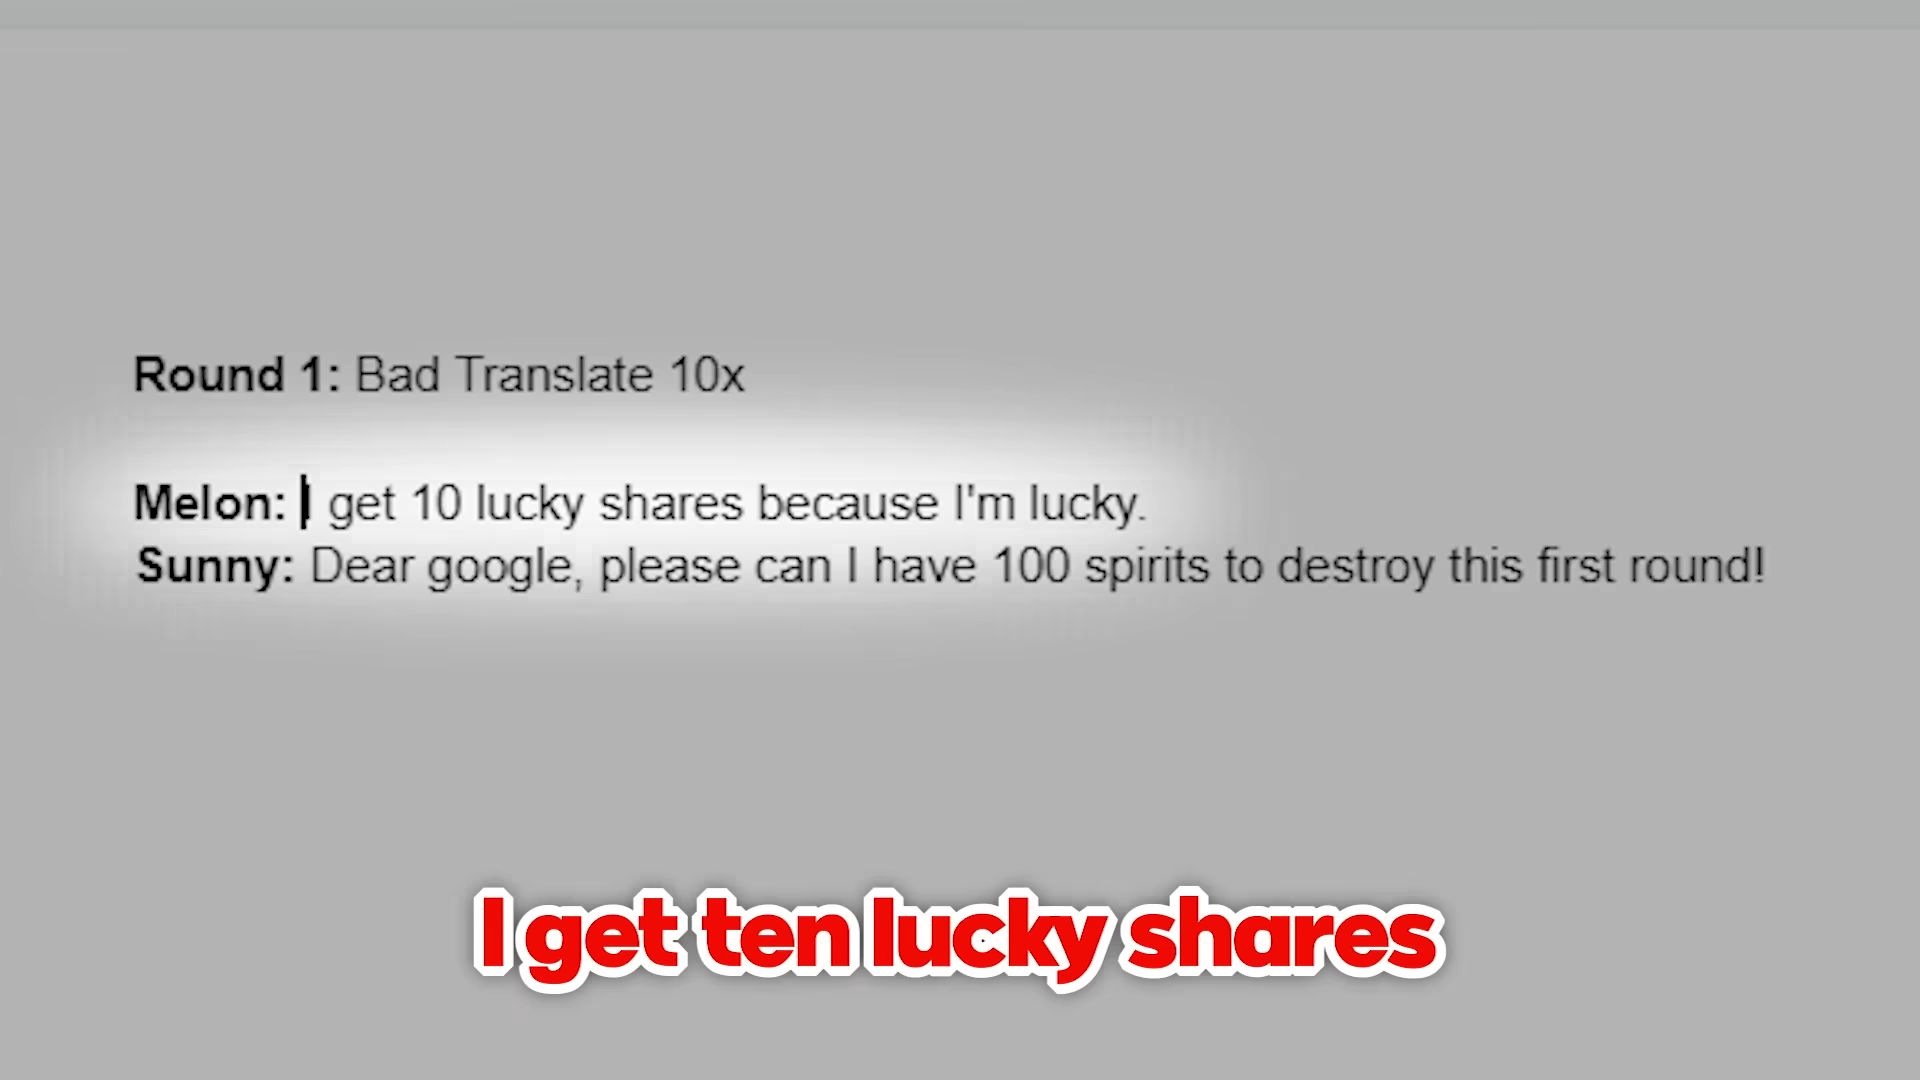 Round 1: Bad Translate 10x
Melon: I get 10 lucky shares because I'm lucky.
Sunny: Dear google, please can I have 100 spirits to destroy this first round!
I get ten lucky shares